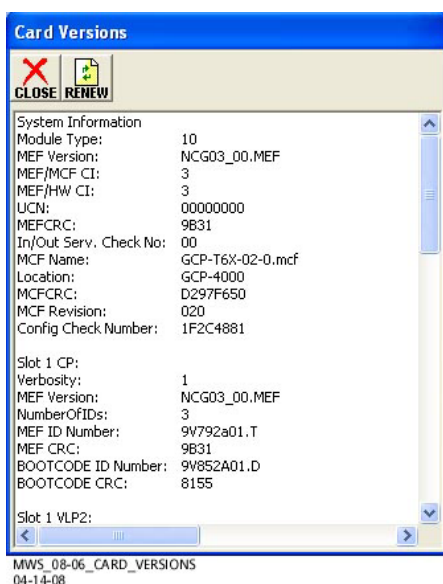 Card Versions
CLOSE RENEW
System Information
Module Type: 10
MEF Version: NCG03_00.MEF
MEF/MCF CI: 3
MEF/HW CI: 3
UCN: 00000000
MEFCRC: 9B31
In/Out Serv. Check No: 00
MCF Name: GCP-T6X-02-0.mcf
Location: GCP-4000
MCFCRC: D297F650
MCF Revision: 020
Config Check Number: 1F2C4881
Slot 1 CP:
Verbosity: 1
MEF Version: NCG03_00.MEF
NumberOfIDs: 3
MEF ID Number: 9V792a01.T
MEF CRC: 9B31
BOOTCODE ID Number: 9V852A01.D
BOOTCODE CRC: 8155
Slot 1 VLP2:
MWS_08-06_CARD_VERSIONS
04-14-08